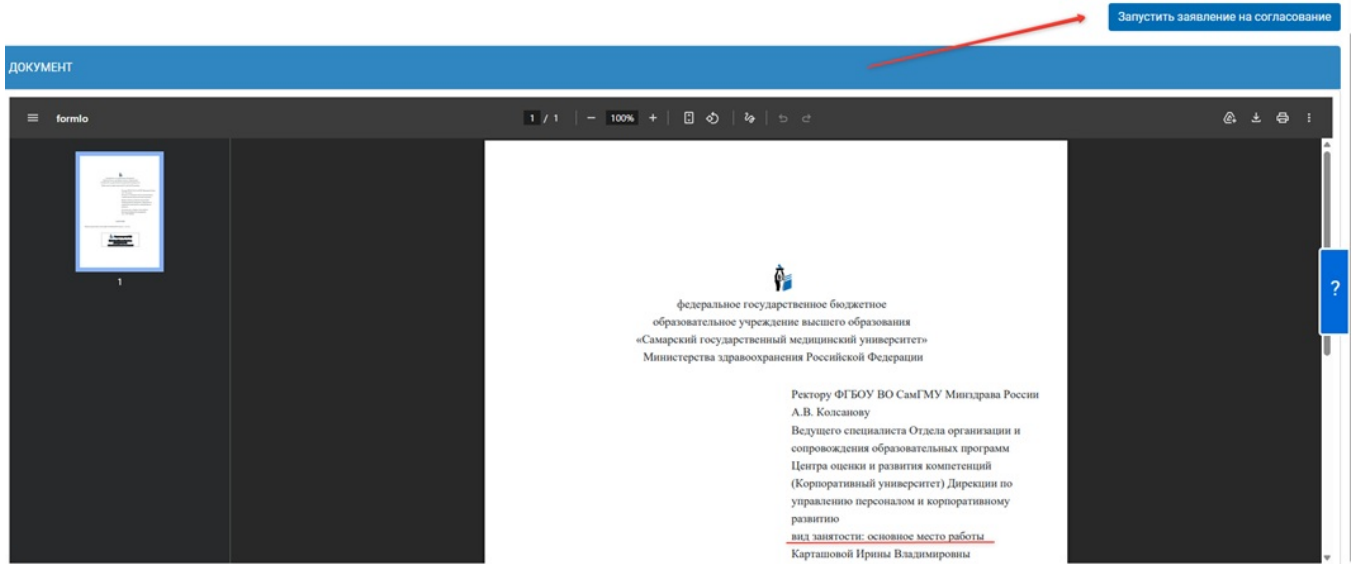 Запустить заявление на согласование
ДОКУМЕНТ
formlo
1 / 1
100%
1
?
федеральное государственное бюджетное
образовательное учреждение высшего образования
«Самарский государственный медицинский университет»
Министерства здравоохранения Российской Федерации
Ректору ФГБОУ ВО СамГМУ Минздрава России
А.В. Колсанову
Ведущего специалиста Отдела организации и
сопровождения образовательных программ
Центра оценки и развития компетенций
(Корпоративный университет) Дирекции по
управлению персоналом и корпоративному
развитию
вид занятости: основное место работы
Карташовой Ирины Владимировны